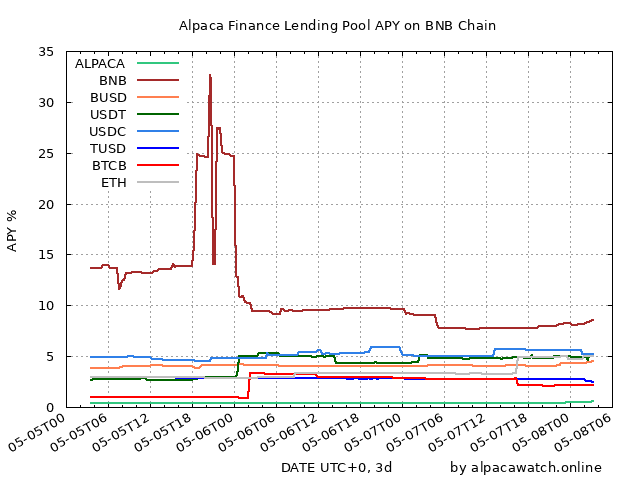 Alpaca Finance Lending Pool APY on BNB Chain
APY %
35
30
25
20
15
10
5
0
ALPACA
BNB
BUSD
USDT
USDC
TUSD
BTCB
ETH
05-05T00
05-05T06
05-05T12
05-05T18
05-06T00
05-06T06
05-06T12
05-06T18
05-07T00
05-07T06
05-07T12
05-07T18
05-08T00
05-08T06
DATE UTC+0, 3d
by alpacawatch.online